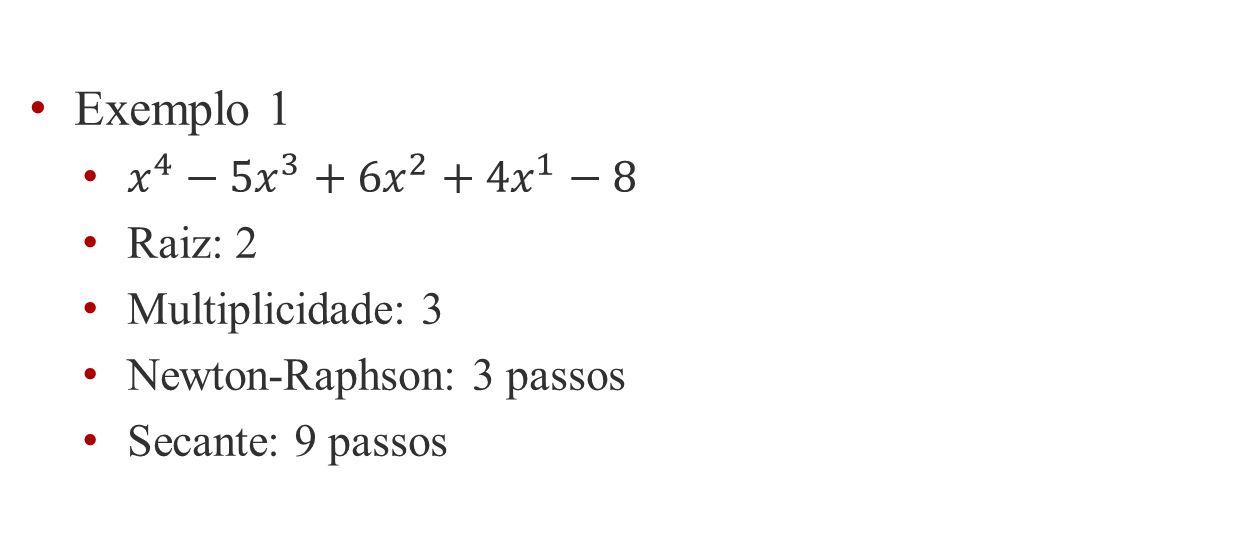 • Exemplo 1
• x⁴ − 5x³ + 6x² + 4x¹ − 8
• Raiz: 2
• Multiplicidade: 3
• Newton-Raphson: 3 passos
• Secante: 9 passos